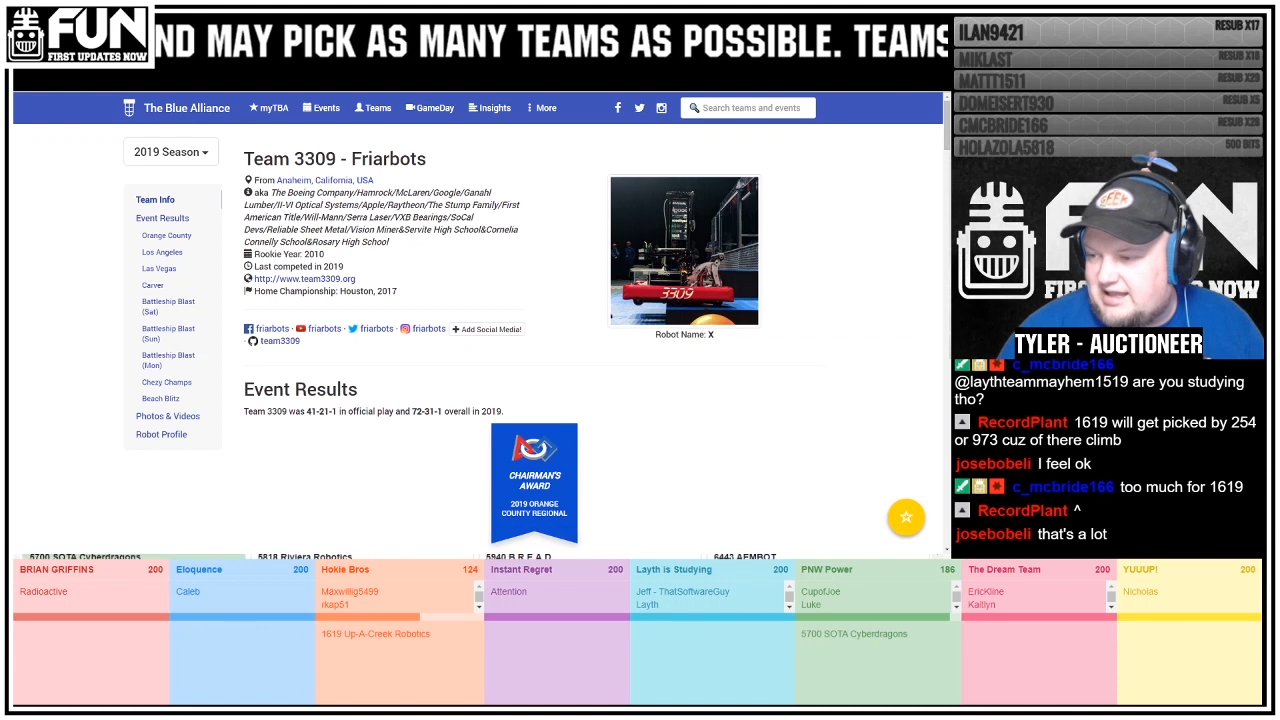 FUN
FIRST UPDATES NOW
ND MAY PICK AS MANY TEAMS AS POSSIBLE. TEAMS
ILAN9421 RESUB X17
MIKLAST RESUB X16
MATTT1511
DOMEISERT930 RESUB X5
CMCBRIDE166
HOLAZOLA5818 500 BITS
The Blue Alliance
myTBA
Events
Teams
GameDay
Insights
More
Search teams and events
2019 Season
Team Info
Event Results
Orange County
Los Angeles
Las Vegas
Carver
Battleship Blast
(Sat)
Battleship Blast
(Sun)
Battleship Blast
(Mon)
Chezy Champs
Beach Blitz
Photos & Videos
Robot Profile
Team 3309 - Friarbots
From Anaheim, California, USA
aka The Boeing Company/Hamrock/McLaren/Google/Ganahl
Lumber/II-VI Optical Systems/Apple/Raytheon/The Stump Family/First
American Title/Will-Mann/Serra Laser/VXB Bearings/SoCal
Devs/Reliable Sheet Metal/Vision Miner&Servite High School&Cornelia
Connelly School&Rosary High School
Rookie Year: 2010
Last competed in 2019
http://www.team3309.org
Home Championship: Houston, 2017
friarbots · friarbots · friarbots · friarbots + Add Social Media!
· team3309
3309
Robot Name: X
Event Results
Team 3309 was 41-21-1 in official play and 72-31-1 overall in 2019.
CHAIRMAN'S
AWARD
2019 ORANGE
COUNTY REGIONAL
TYLER - AUCTIONEER
c_mcbride166
@laythteammayhem1519 are you studying
tho?
RecordPlant 1619 will get picked by 254
or 973 cuz of there climb
josebobeli I feel ok
c_mcbride166 too much for 1619
RecordPlant ^
josebobeli that's a lot
5700 SOTA Cyberdragons
5818 Riviera Robotics
5940 B.R.E.A.D
6443 AEMBOT
BRIAN GRIFFINS 200
Radioactive
Eloquence 200
Caleb
Hokie Bros 124
Maxwillig5499
rkap51
1619 Up-A-Creek Robotics
Instant Regret 200
Attention
Layth is Studying 200
Jeff - ThatSoftwareGuy
Layth
PNW Power 186
CupofJoe
Luke
5700 SOTA Cyberdragons
The Dream Team 200
EricKline
Kaitlyn
YUUUP! 200
Nicholas